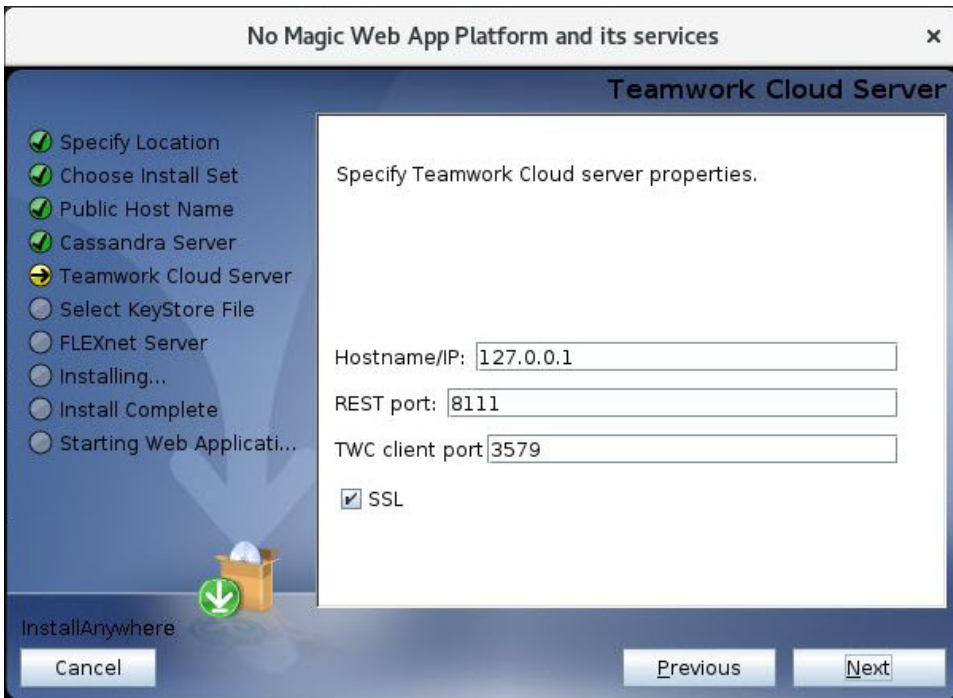 No Magic Web App Platform and its services
×
Teamwork Cloud Server
Specify Location
Choose Install Set
Public Host Name
Cassandra Server
Teamwork Cloud Server
Select KeyStore File
FLEXnet Server
Installing...
Install Complete
Starting Web Applicati...
Specify Teamwork Cloud server properties.
Hostname/IP: 127.0.0.1
REST port: 8111
TWC client port 3579
SSL
InstallAnywhere
Cancel
Previous
Next